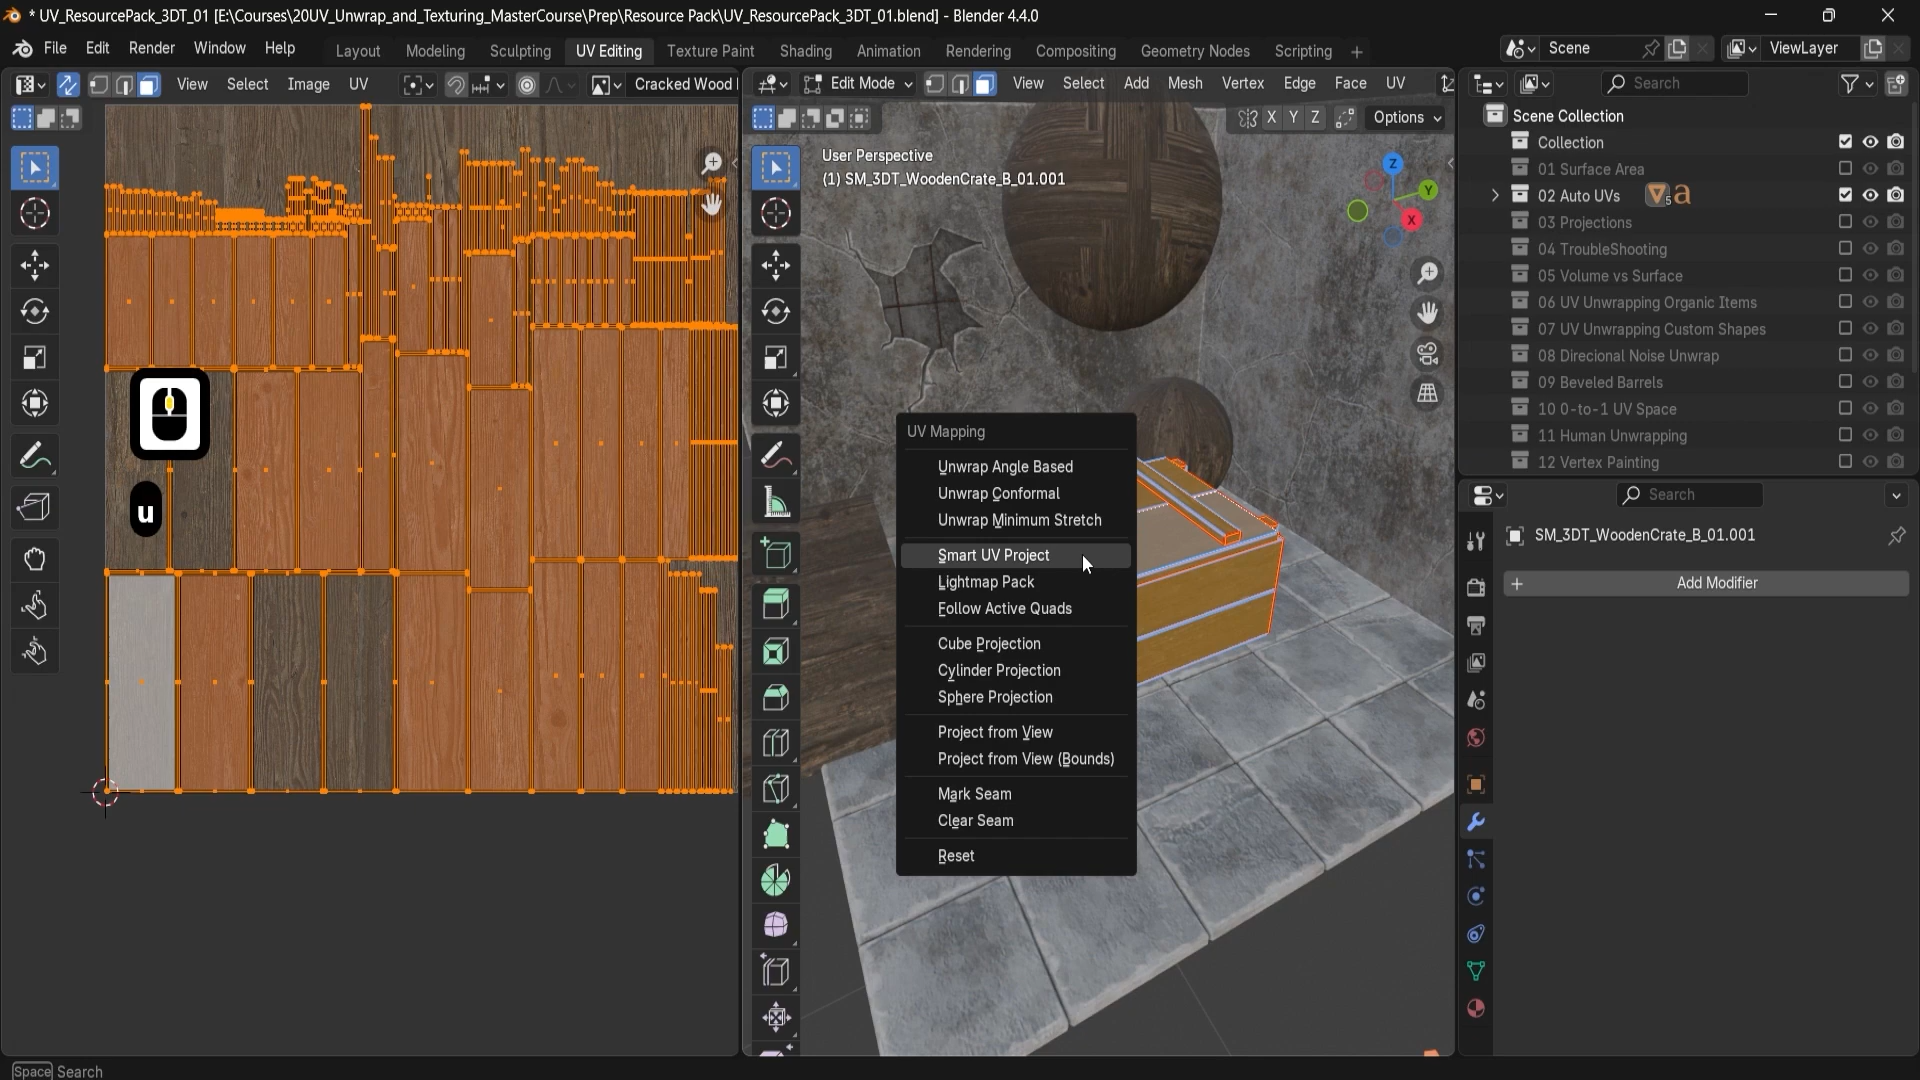 * UV_ResourcePack_3DT_01 [E:\Courses\20UV_Unwrap_and_Texturing_MasterCourse\Prep\Resource Pack\UV_ResourcePack_3DT_01.blend] - Blender 4.4.0
File Edit Render Window Help Layout Modeling Sculpting UV Editing Texture Paint Shading Animation Rendering Compositing Geometry Nodes Scripting + Scene ViewLayer
View Select Image UV Cracked Wood
Edit Mode View Select Add Mesh Vertex Edge Face UV
Search
X Y Z Options
User Perspective
(1) SM_3DT_WoodenCrate_B_01.001
Z
Y
X
Scene Collection
Collection
01 Surface Area
02 Auto UVs 5
03 Projections
04 TroubleShooting
05 Volume vs Surface
06 UV Unwrapping Organic Items
07 UV Unwrapping Custom Shapes
08 Direcional Noise Unwrap
09 Beveled Barrels
10 0-to-1 UV Space
11 Human Unwrapping
12 Vertex Painting
Search
SM_3DT_WoodenCrate_B_01.001
+ Add Modifier
u
UV Mapping
Unwrap Angle Based
Unwrap Conformal
Unwrap Minimum Stretch
Smart UV Project
Lightmap Pack
Follow Active Quads
Cube Projection
Cylinder Projection
Sphere Projection
Project from View
Project from View (Bounds)
Mark Seam
Clear Seam
Reset
Space Search